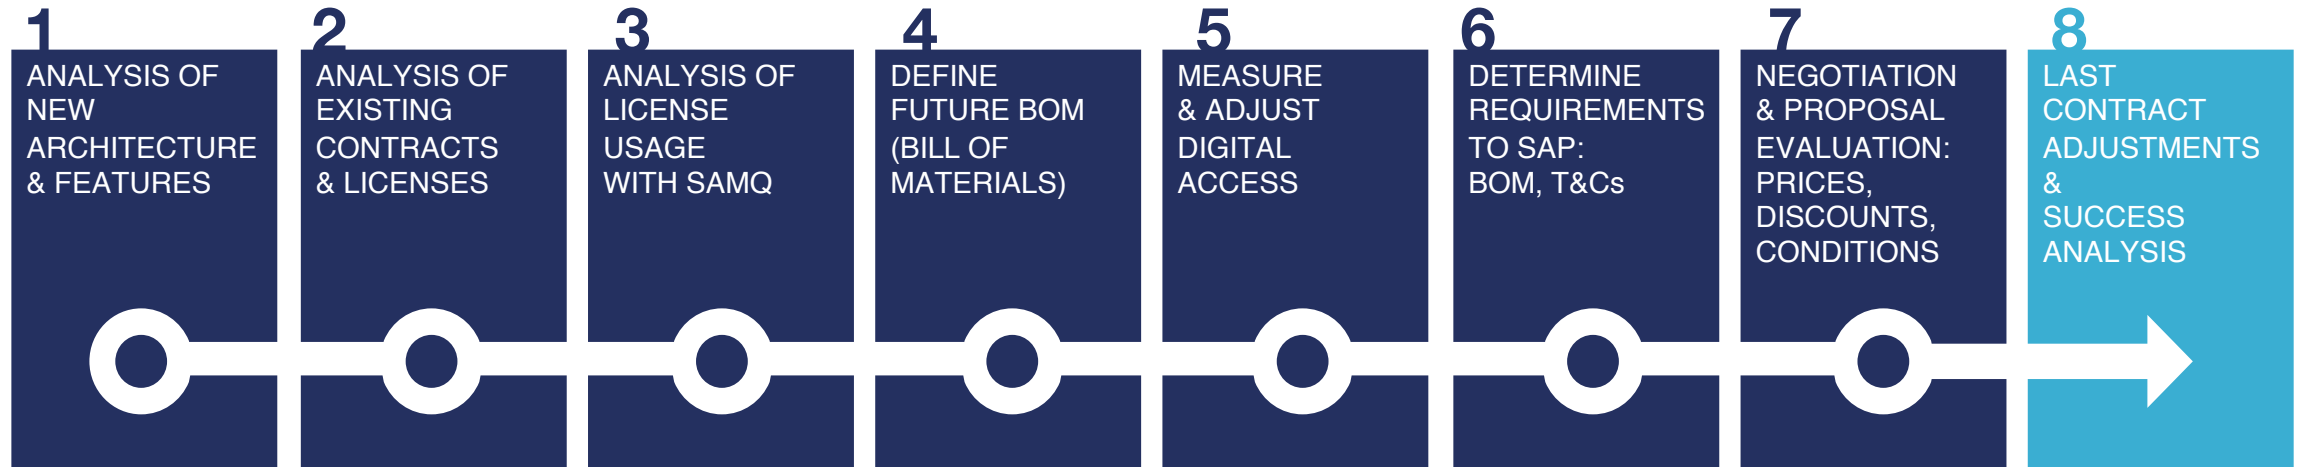 1
ANALYSIS OF
NEW
ARCHITECTURE
& FEATURES
2
ANALYSIS OF
EXISTING
CONTRACTS
& LICENSES
3
ANALYSIS OF
LICENSE
USAGE
WITH SAMQ
4
DEFINE
FUTURE BOM
(BILL OF
MATERIALS)
5
MEASURE
& ADJUST
DIGITAL
ACCESS
6
DETERMINE
REQUIREMENTS
TO SAP:
BOM, T&Cs
7
NEGOTIATION
& PROPOSAL
EVALUATION:
PRICES,
DISCOUNTS,
CONDITIONS
8
LAST
CONTRACT
ADJUSTMENTS
&
SUCCESS
ANALYSIS